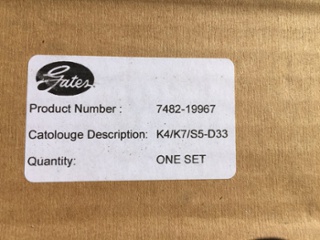 Gates
Product Number : 7482-19967
Catolouge Description: K4/K7/S5-D33
Quantity: ONE SET